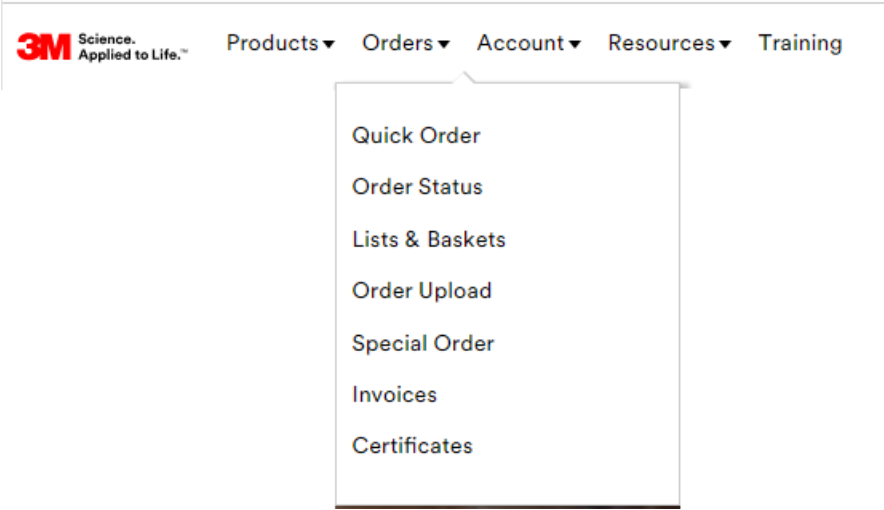 3M Science.
Applied to Life.™
Products▼ Orders▼ Account▼ Resources▼ Training
Quick Order
Order Status
Lists & Baskets
Order Upload
Special Order
Invoices
Certificates